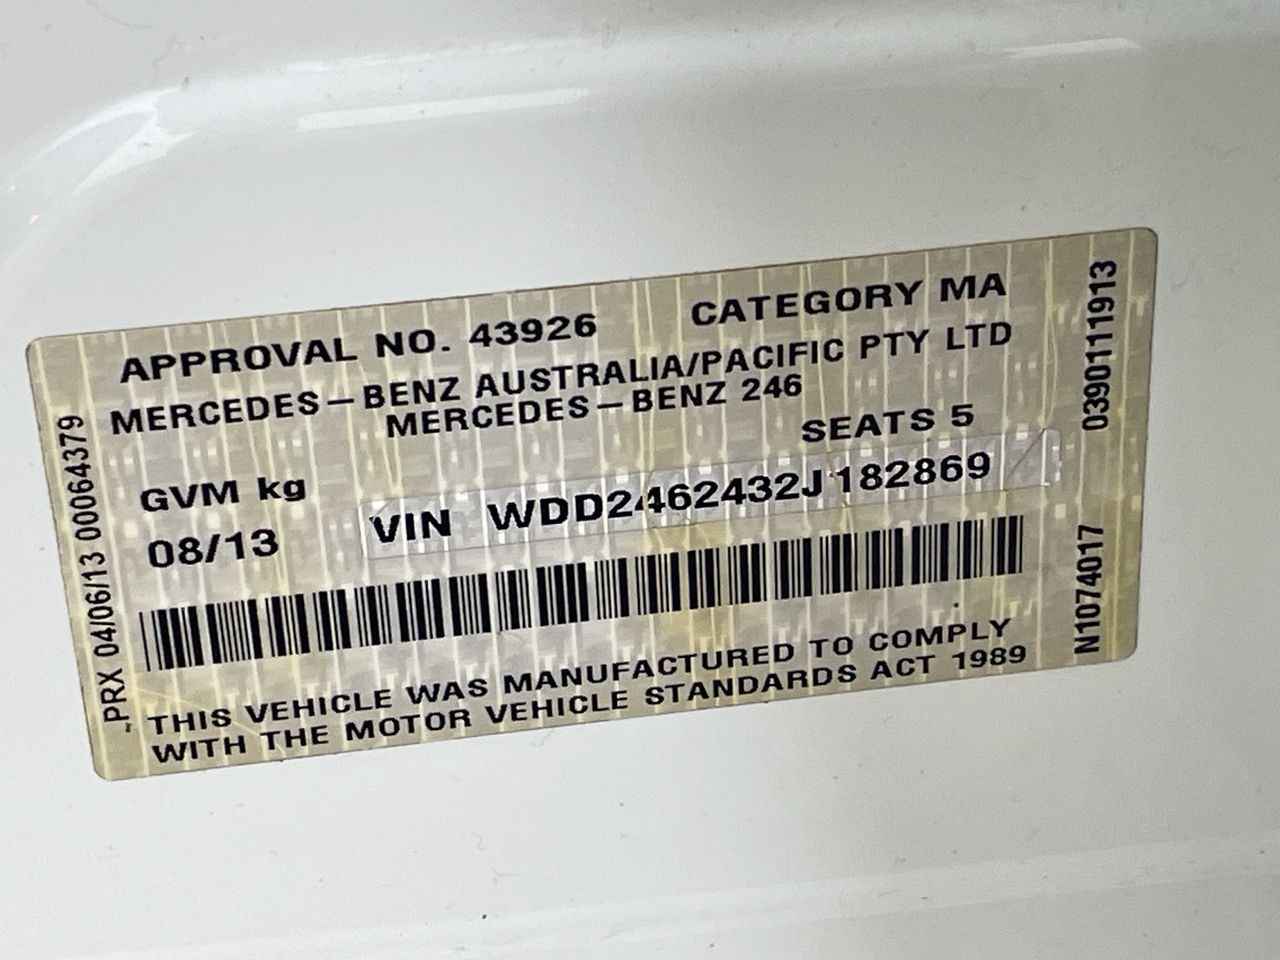 APPROVAL NO. 43926 CATEGORY MA
MERCEDES-BENZ AUSTRALIA/PACIFIC PTY LTD
MERCEDES-BENZ 246
SEATS 5
GVM kg
08/13
VIN WDD2462432J182869
THIS VEHICLE WAS MANUFACTURED TO COMPLY
WITH THE MOTOR VEHICLE STANDARDS ACT 1989
PRX 04/06/13 00064379
0390111913
N1074017